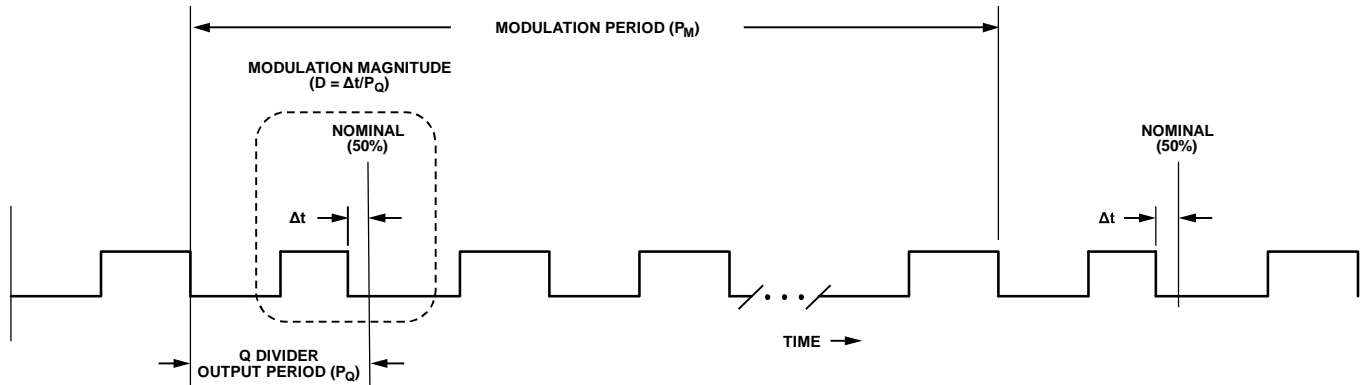 MODULATION PERIOD (PM)
MODULATION MAGNITUDE
(D = Δt/PQ)
NOMINAL
(50%)
NOMINAL
(50%)
Δt
Δt
TIME
Q DIVIDER
OUTPUT PERIOD (PQ)